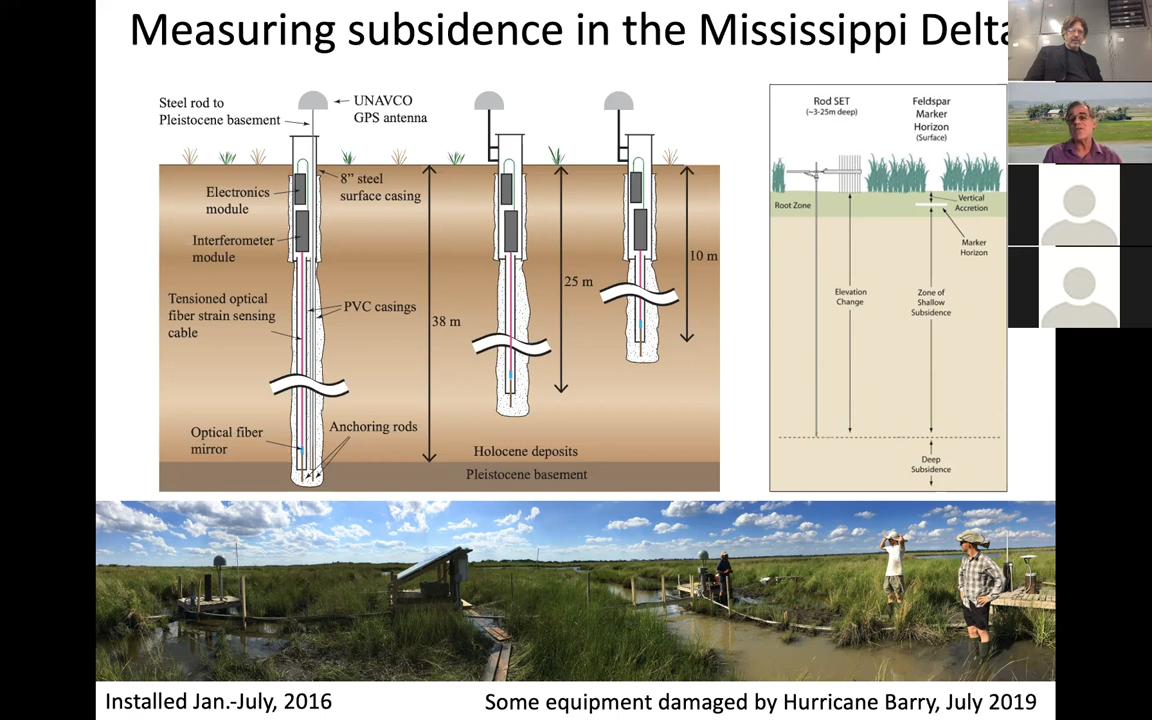 Measuring subsidence in the Mississippi Delta
Steel rod to
Pleistocene basement
UNAVCO
GPS antenna
8” steel
surface casing
Electronics
module
Interferometer
module
Tensioned optical
fiber strain sensing
cable
PVC casings
38 m
25 m
10 m
Optical fiber
mirror
Anchoring rods
Holocene deposits
Pleistocene basement
Rod SET
(~3-25m deep)
Feldspar
Marker
Horizon
(Surface)
Root Zone
Vertical
Accretion
Marker
Horizon
Elevation
Change
Zone of
Shallow
Subsidence
Deep
Subsidence
Installed Jan.-July, 2016
Some equipment damaged by Hurricane Barry, July 2019